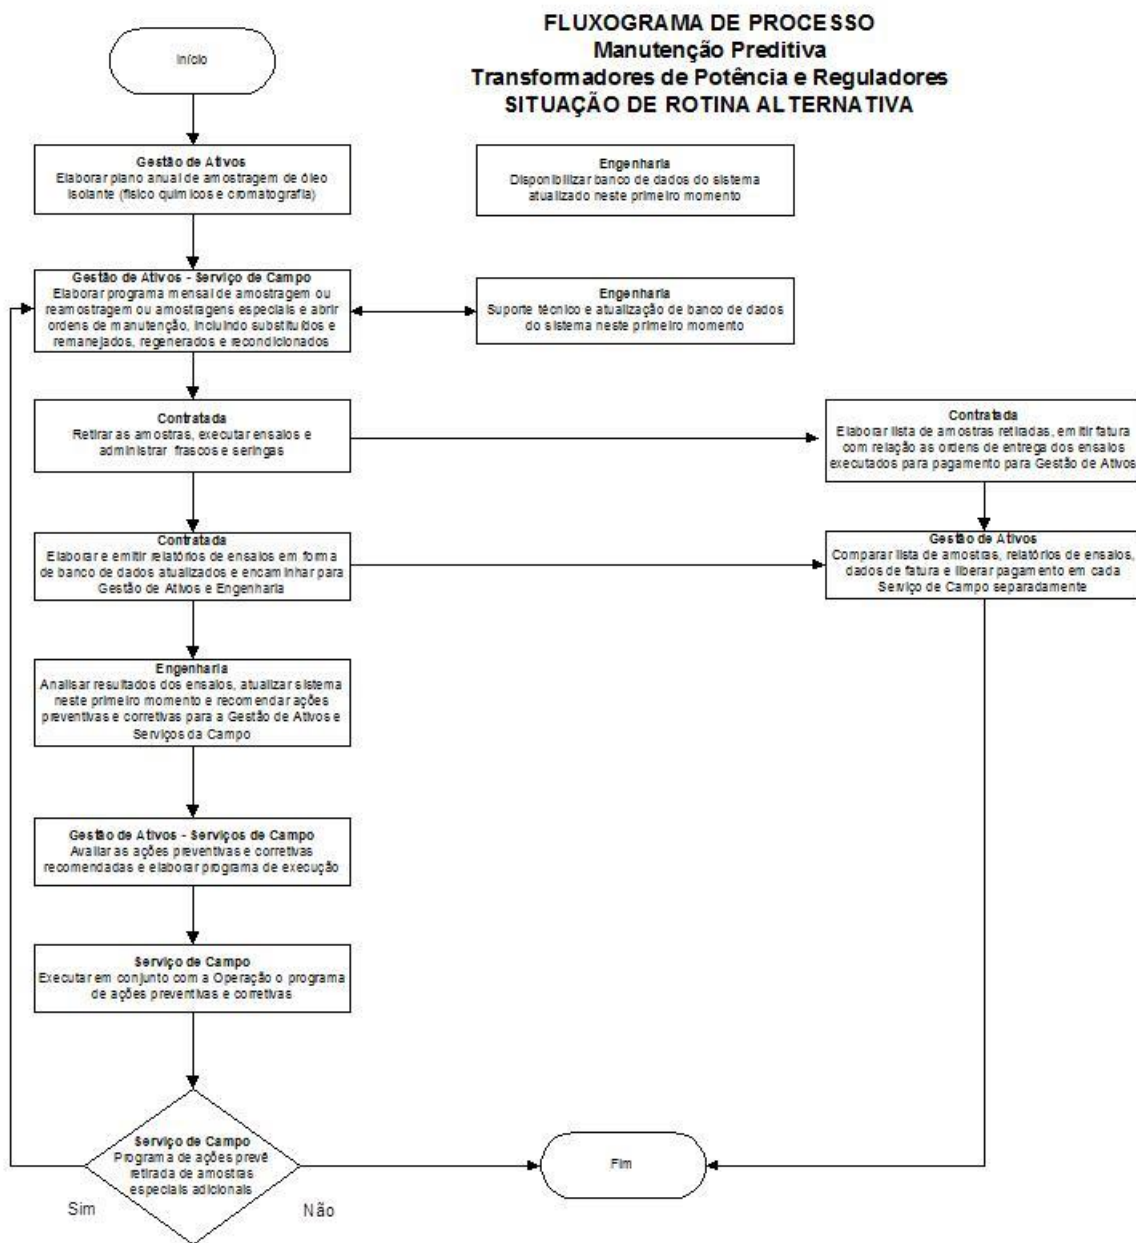 FLUXOGRAMA DE PROCESSO
Manutenção Preditiva
Transformadores de Potência e Reguladores
SITUAÇÃO DE ROTINA ALTERNATIVA
Início
Gestão de Ativos
Elaborar plano anual de amostragem de óleo
isolante (físico químicos e cromatografia)
Engenharia
Disponibilizar banco de dados do sistema
atualizado neste primeiro momento
Gestão de Ativos - Serviço de Campo
Elaborar programa mensal de amostragem ou
reamostragem ou amostragens especiais e abrir
ordens de manutenção, incluindo substituídos e
remanejados, regenerados e recondicionados
Engenharia
Suporte técnico e atualização de banco de dados
do sistema neste primeiro momento
Contratada
Retirar as amostras, executar ensaios e
administrar frascos e seringas
Contratada
Elaborar lista de amostras retiradas, emitir fatura
com relação as ordens de entrega dos ensaios
executados para pagamento para Gestão de Ativos
Contratada
Elaborar e emitir relatórios de ensaios em forma
de banco de dados atualizados e encaminhar para
Gestão de Ativos e Engenharia
Gestão de Ativos
Comparar lista de amostras, relatórios de ensaios,
dados de fatura e liberar pagamento em cada
Serviço de Campo separadamente
Engenharia
Analisar resultados dos ensaios, atualizar sistema
neste primeiro momento e recomendar ações
preventivas e corretivas para a Gestão de Ativos e
Serviços da Campo
Gestão de Ativos - Serviços de Campo
Avaliar as ações preventivas e corretivas
recomendadas e elaborar programa de execução
Serviço de Campo
Executar em conjunto com a Operação o programa
de ações preventivas e corretivas
Serviço de Campo
Programa de ações prevê
retirada de amostras
especiais adicionais
Fim
Sim
Não